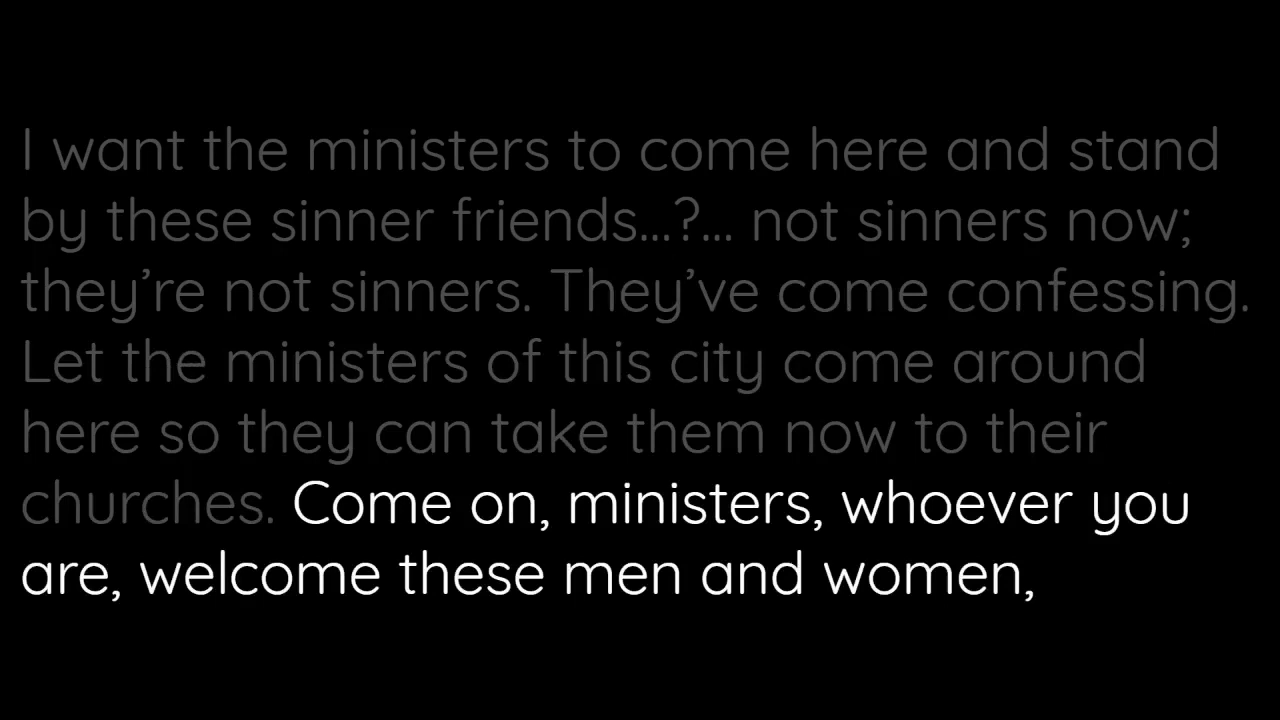 I want the ministers to come here and stand
by these sinner friends...?... not sinners now;
they’re not sinners. They’ve come confessing.
Let the ministers of this city come around
here so they can take them now to their
churches. Come on, ministers, whoever you
are, welcome these men and women,